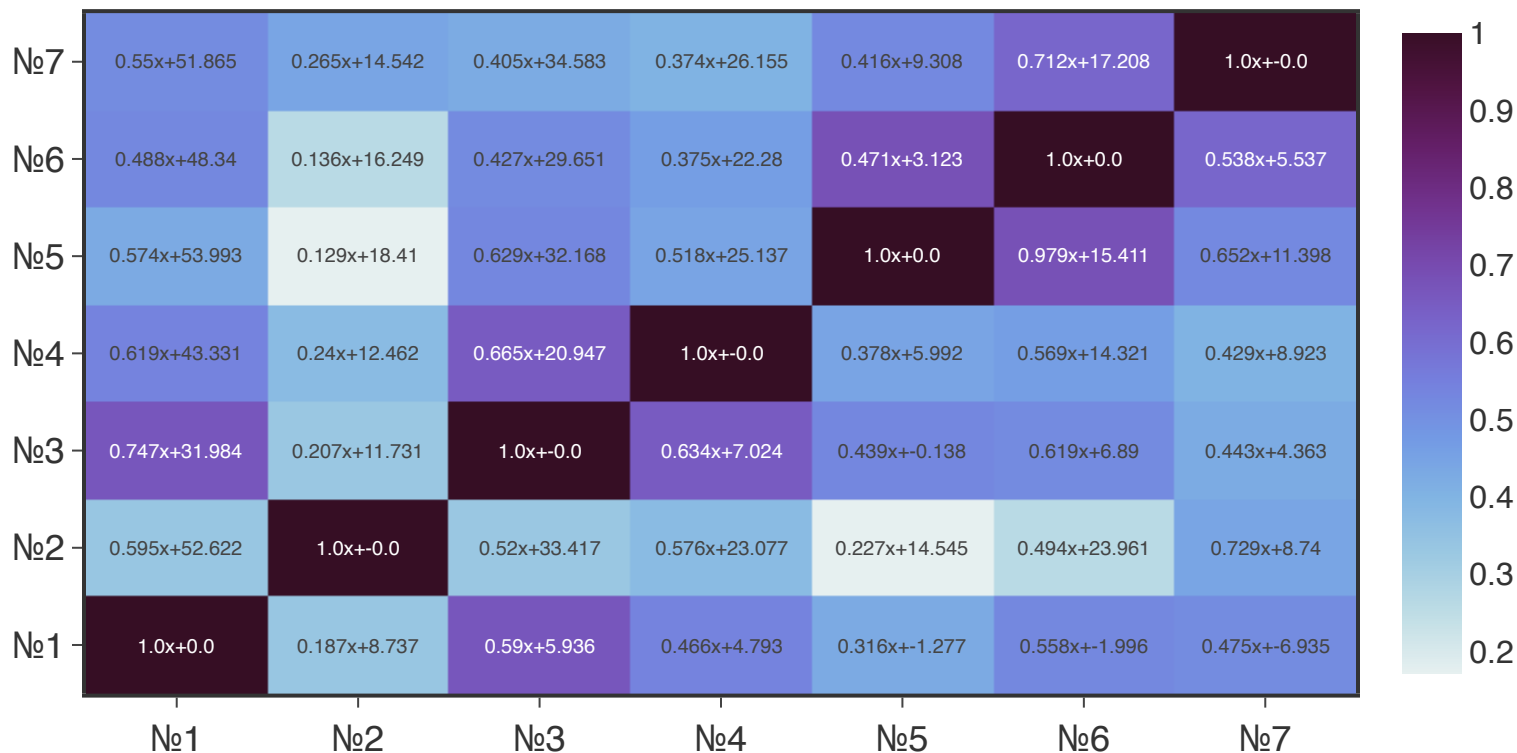 №7 0.55x+51.865 0.265x+14.542 0.405x+34.583 0.374x+26.155 0.416x+9.308 0.712x+17.208 1.0x+-0.0
№6 0.488x+48.34 0.136x+16.249 0.427x+29.651 0.375x+22.28 0.471x+3.123 1.0x+0.0 0.538x+5.537
№5 0.574x+53.993 0.129x+18.41 0.629x+32.168 0.518x+25.137 1.0x+0.0 0.979x+15.411 0.652x+11.398
№4 0.619x+43.331 0.24x+12.462 0.665x+20.947 1.0x+-0.0 0.378x+5.992 0.569x+14.321 0.429x+8.923
№3 0.747x+31.984 0.207x+11.731 1.0x+-0.0 0.634x+7.024 0.439x+-0.138 0.619x+6.89 0.443x+4.363
№2 0.595x+52.622 1.0x+-0.0 0.52x+33.417 0.576x+23.077 0.227x+14.545 0.494x+23.961 0.729x+8.74
№1 1.0x+0.0 0.187x+8.737 0.59x+5.936 0.466x+4.793 0.316x+-1.277 0.558x+-1.996 0.475x+-6.935
№1 №2 №3 №4 №5 №6 №7
1
0.9
0.8
0.7
0.6
0.5
0.4
0.3
0.2